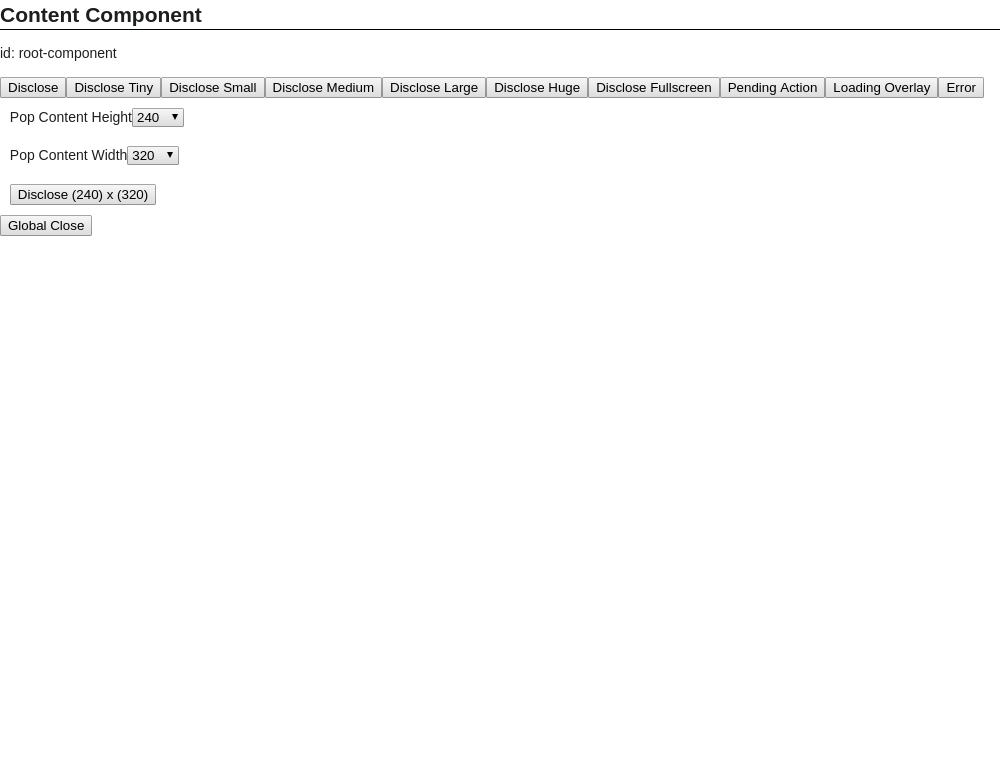 Content Component
id: root-component
Disclose Disclose Tiny Disclose Small Disclose Medium Disclose Large Disclose Huge Disclose Fullscreen Pending Action Loading Overlay Error
Pop Content Height 240
Pop Content Width 320
Disclose (240) x (320)
Global Close